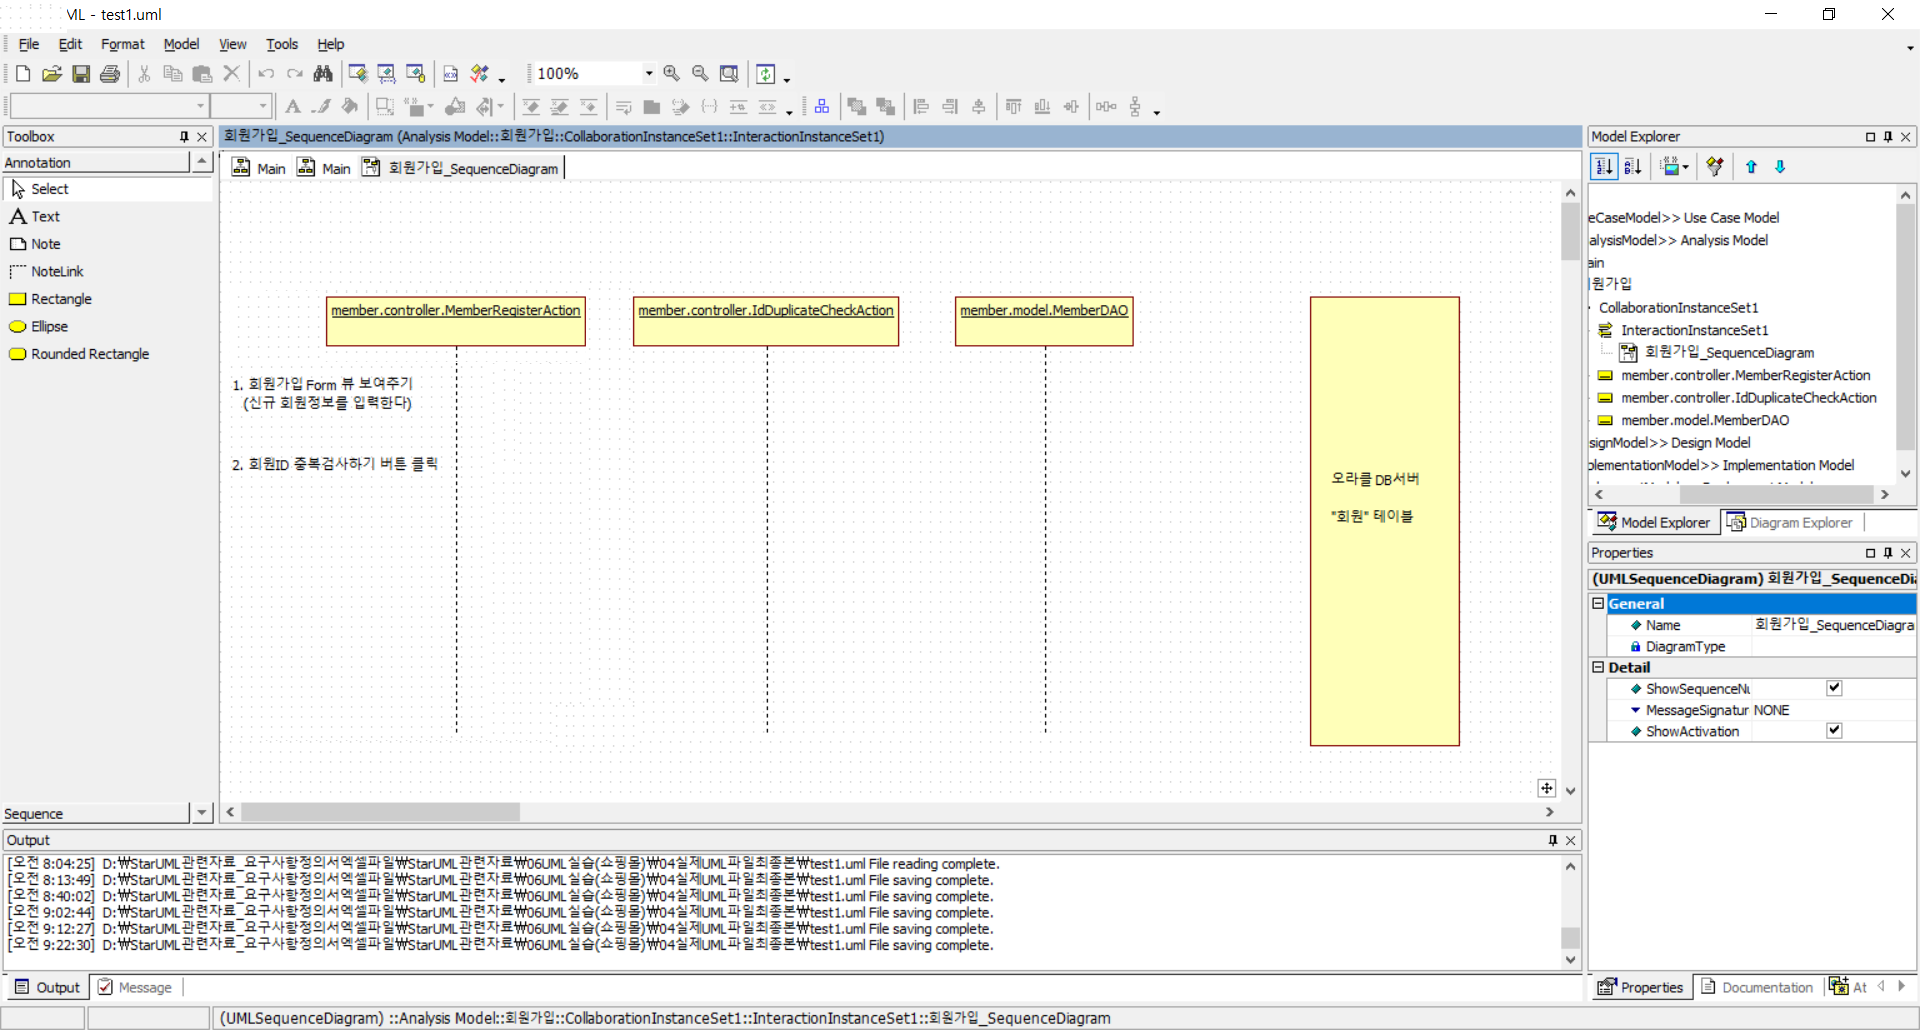 ML - test1.uml
File Edit Format Model View Tools Help
100%
Toolbox
Annotation
Select
Text
Note
NoteLink
Rectangle
Ellipse
Rounded Rectangle
Sequence
회원가입_SequenceDiagram (Analysis Model::회원가입::CollaborationInstanceSet1::InteractionInstanceSet1)
Main Main 회원가입_SequenceDiagram
member.controller.MemberRegisterAction
member.controller.IdDuplicateCheckAction
member.model.MemberDAO
1. 회원가입 Form 뷰 보여주기
(신규 회원정보를 입력한다)
2. 회원ID 중복검사하기 버튼 클릭
오라클 DB서버
"회원" 테이블
Model Explorer
eCaseModel>> Use Case Model
alysisModel>> Analysis Model
ain
회원가입
CollaborationInstanceSet1
InteractionInstanceSet1
회원가입_SequenceDiagram
member.controller.MemberRegisterAction
member.controller.IdDuplicateCheckAction
member.model.MemberDAO
signModel>> Design Model
plementationModel>> Implementation Model
Model Explorer Diagram Explorer
Properties
(UMLSequenceDiagram) 회원가입_SequenceDia
General
Name 회원가입_SequenceDiagra
DiagramType
Detail
ShowSequenceNu
MessageSignatur NONE
ShowActivation
Properties Documentation At
Output
[오전 8:04:25] D:₩StarUML관련자료_요구사항정의서엑셀파일₩StarUML관련자료₩06UML실습(쇼핑몰)₩04실제UML파일최종본₩test1.uml File reading complete.
[오전 8:13:49] D:₩StarUML관련자료_요구사항정의서엑셀파일₩StarUML관련자료₩06UML실습(쇼핑몰)₩04실제UML파일최종본₩test1.uml File saving complete.
[오전 8:40:02] D:₩StarUML관련자료_요구사항정의서엑셀파일₩StarUML관련자료₩06UML실습(쇼핑몰)₩04실제UML파일최종본₩test1.uml File saving complete.
[오전 9:02:44] D:₩StarUML관련자료_요구사항정의서엑셀파일₩StarUML관련자료₩06UML실습(쇼핑몰)₩04실제UML파일최종본₩test1.uml File saving complete.
[오전 9:12:27] D:₩StarUML관련자료_요구사항정의서엑셀파일₩StarUML관련자료₩06UML실습(쇼핑몰)₩04실제UML파일최종본₩test1.uml File saving complete.
[오전 9:22:30] D:₩StarUML관련자료_요구사항정의서엑셀파일₩StarUML관련자료₩06UML실습(쇼핑몰)₩04실제UML파일최종본₩test1.uml File saving complete.
Output Message
(UMLSequenceDiagram) ::Analysis Model::회원가입::CollaborationInstanceSet1::InteractionInstanceSet1::회원가입_SequenceDiagram